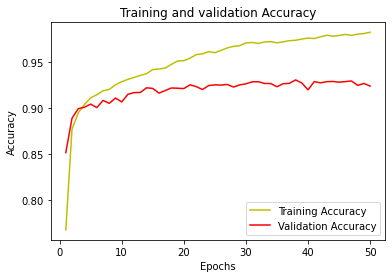 Training and validation Accuracy
Accuracy
0.95
0.90
0.85
0.80
Training Accuracy
Validation Accuracy
0 10 20 30 40 50
Epochs